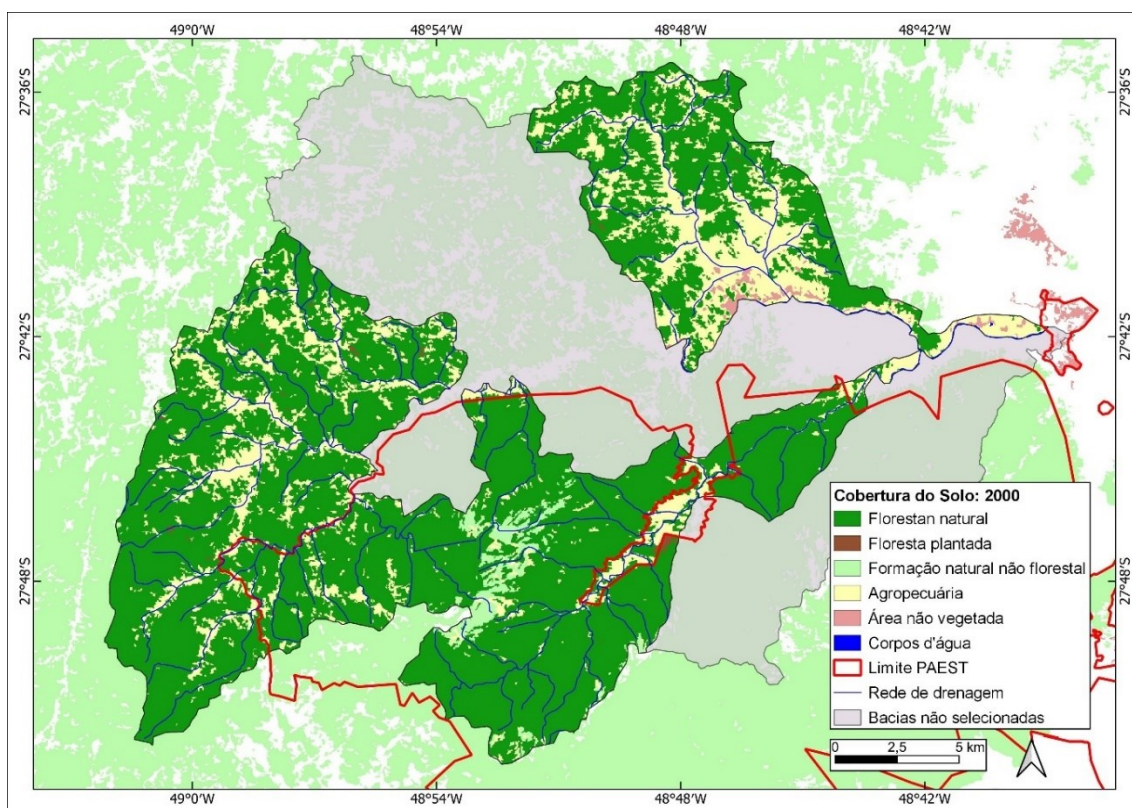 49°0'W 48°54'W 48°48'W 48°42'W
27°36'S 27°36'S
27°42'S 27°42'S
27°48'S 27°48'S
Cobertura do Solo: 2000
Florestan natural
Floresta plantada
Formação natural não florestal
Agropecuária
Área não vegetada
Corpos d'água
Limite PAEST
Rede de drenagem
Bacias não selecionadas
0 2,5 5 km
49°0'W 48°54'W 48°48'W 48°42'W